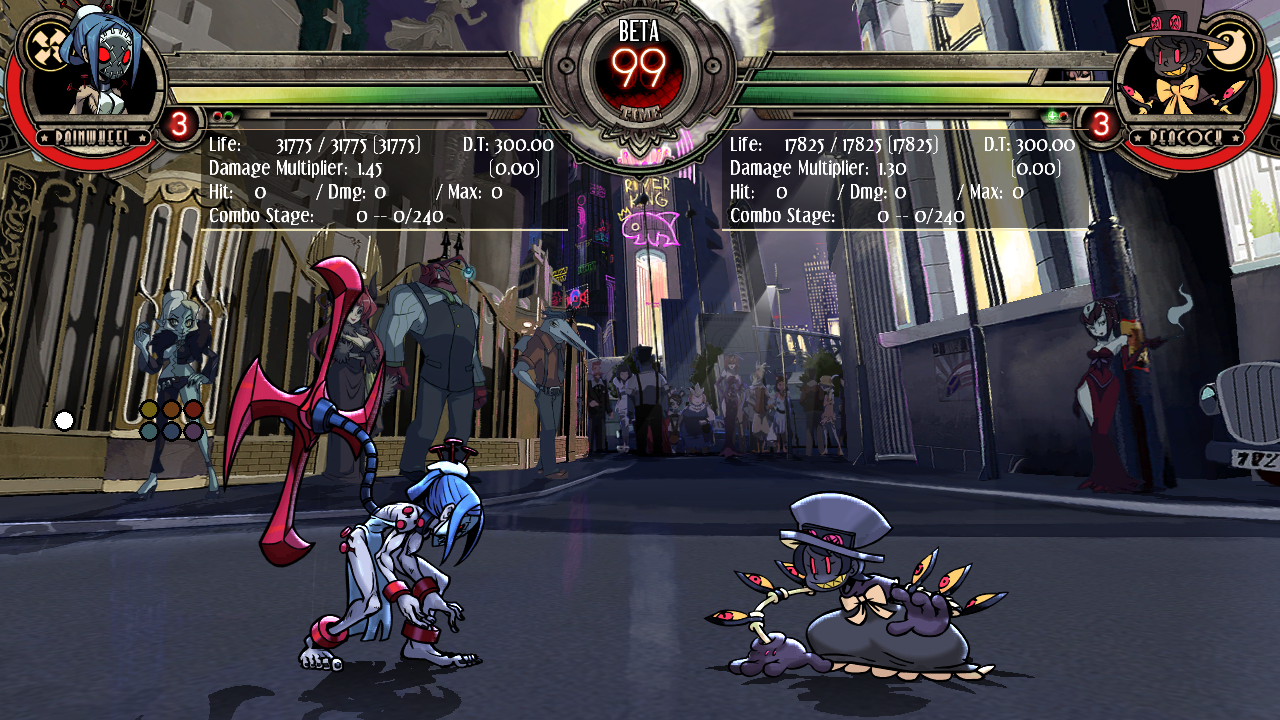 BETA
99
TIME
PAINWHEEL
3
3
PEACOCK
Life: 31775 / 31775 (31775) D.T: 300.00
Damage Multiplier: 1.45 (0.00)
Hit: 0 / Dmg: 0 / Max: 0
Combo Stage: 0 -- 0/240
Life: 17825 / 17825 (17825) D.T: 300.00
Damage Multiplier: 1.30 (0.00)
Hit: 0 / Dmg: 0 / Max: 0
Combo Stage: 0 -- 0/240
RIVER
KING